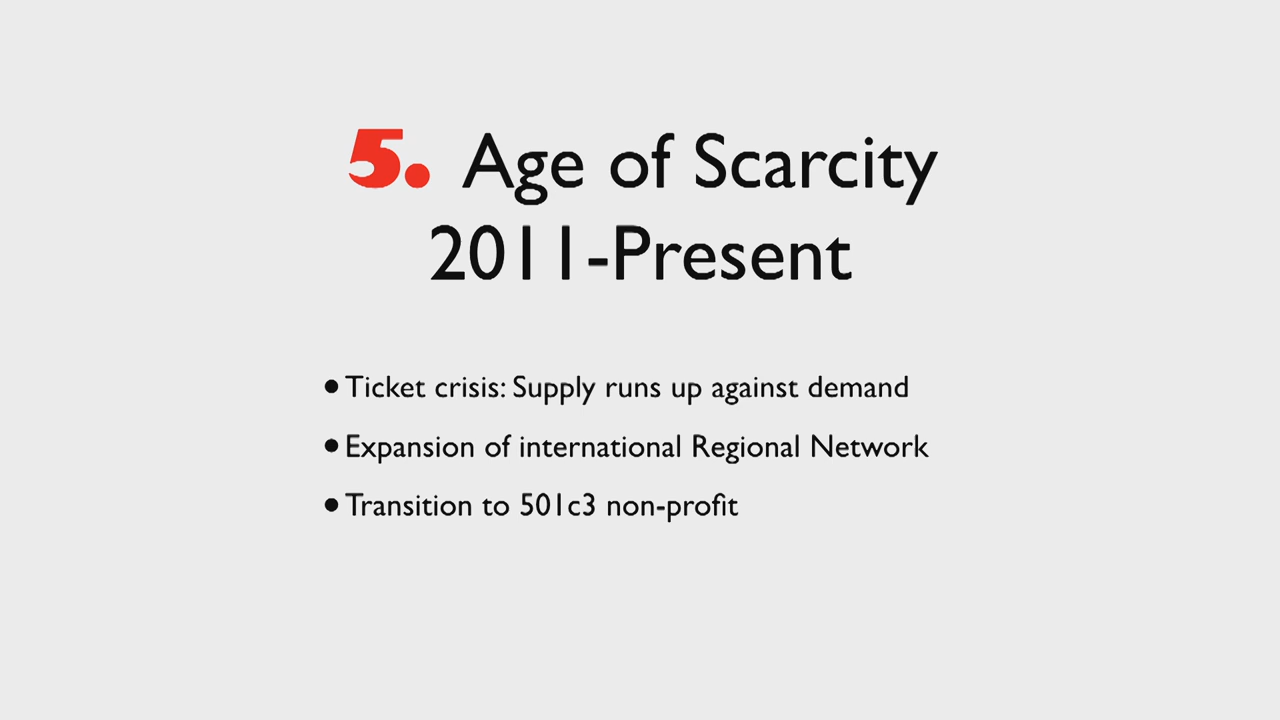 5. Age of Scarcity
2011-Present
•Ticket crisis: Supply runs up against demand
•Expansion of international Regional Network
•Transition to 501c3 non-profit